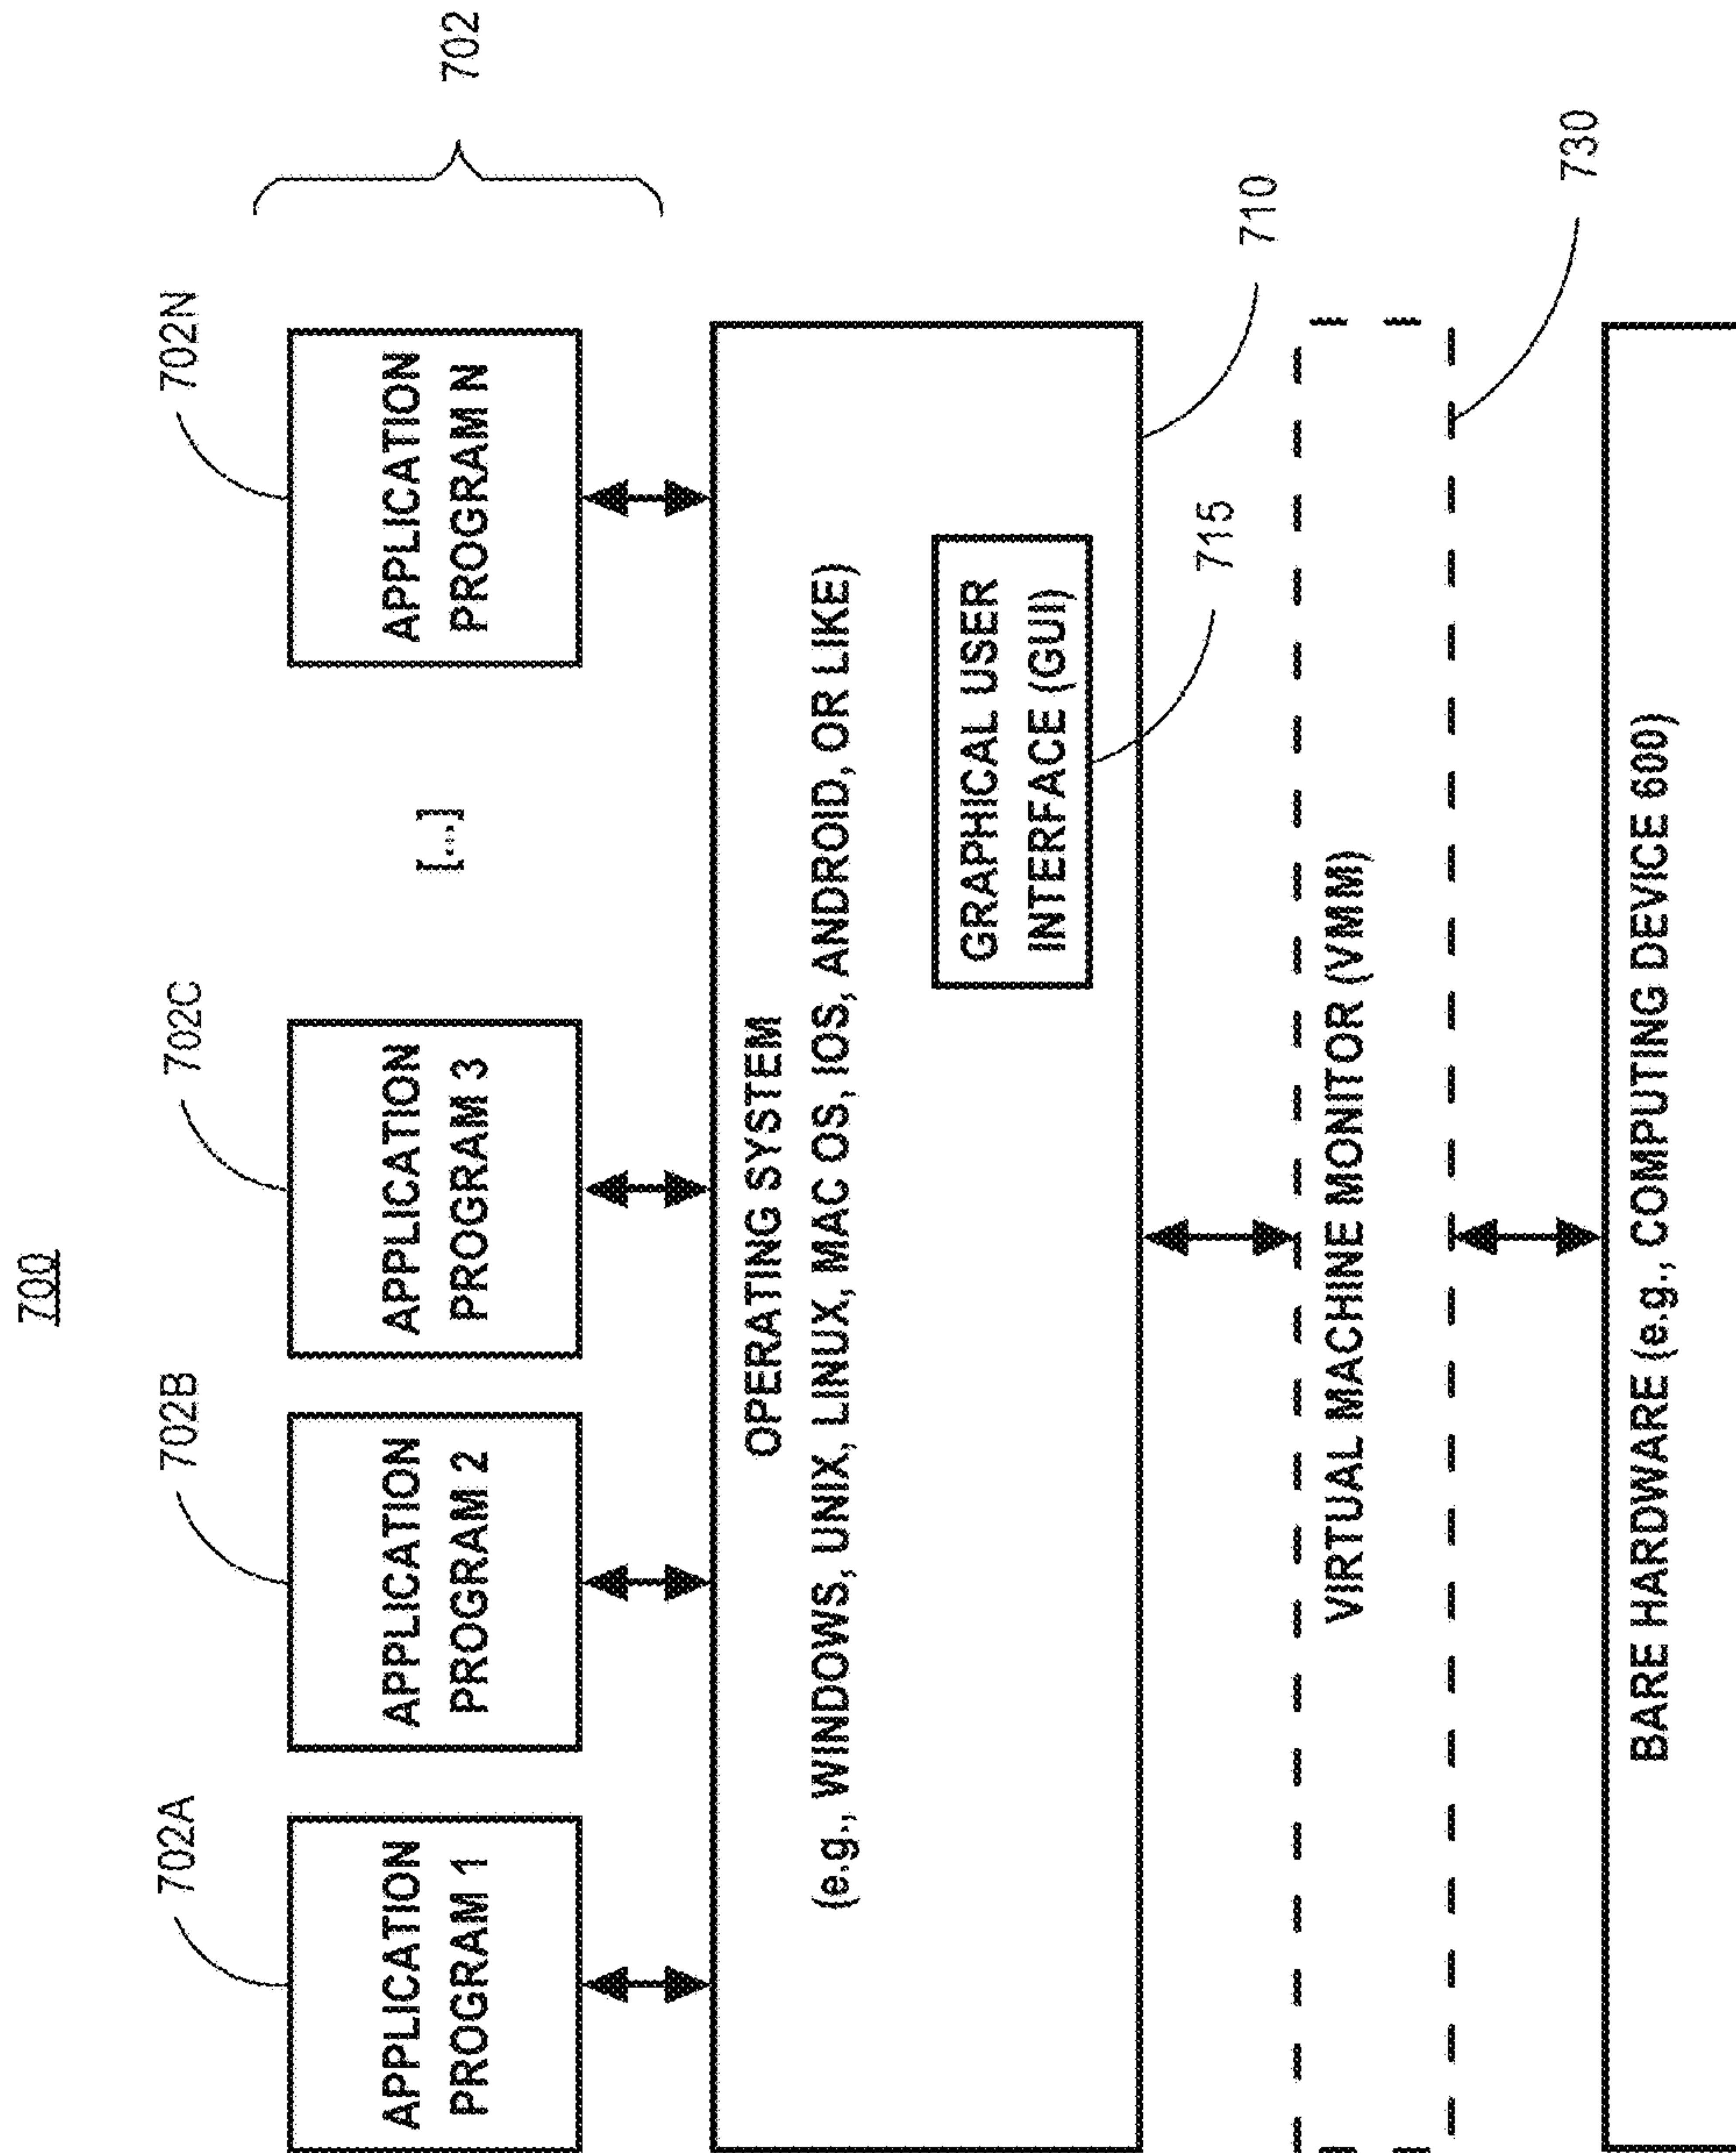 700
702A
702B
702C
702N
702
APPLICATION
PROGRAM 1
APPLICATION
PROGRAM 2
APPLICATION
PROGRAM 3
[...]
APPLICATION
PROGRAM N
OPERATING SYSTEM
(e.g., WINDOWS, UNIX, LINUX, MAC OS, IOS, ANDROID, OR LIKE)
GRAPHICAL USER
INTERFACE (GUI)
715
710
VIRTUAL MACHINE MONITOR (VMM)
730
BARE HARDWARE (e.g., COMPUTING DEVICE 600)